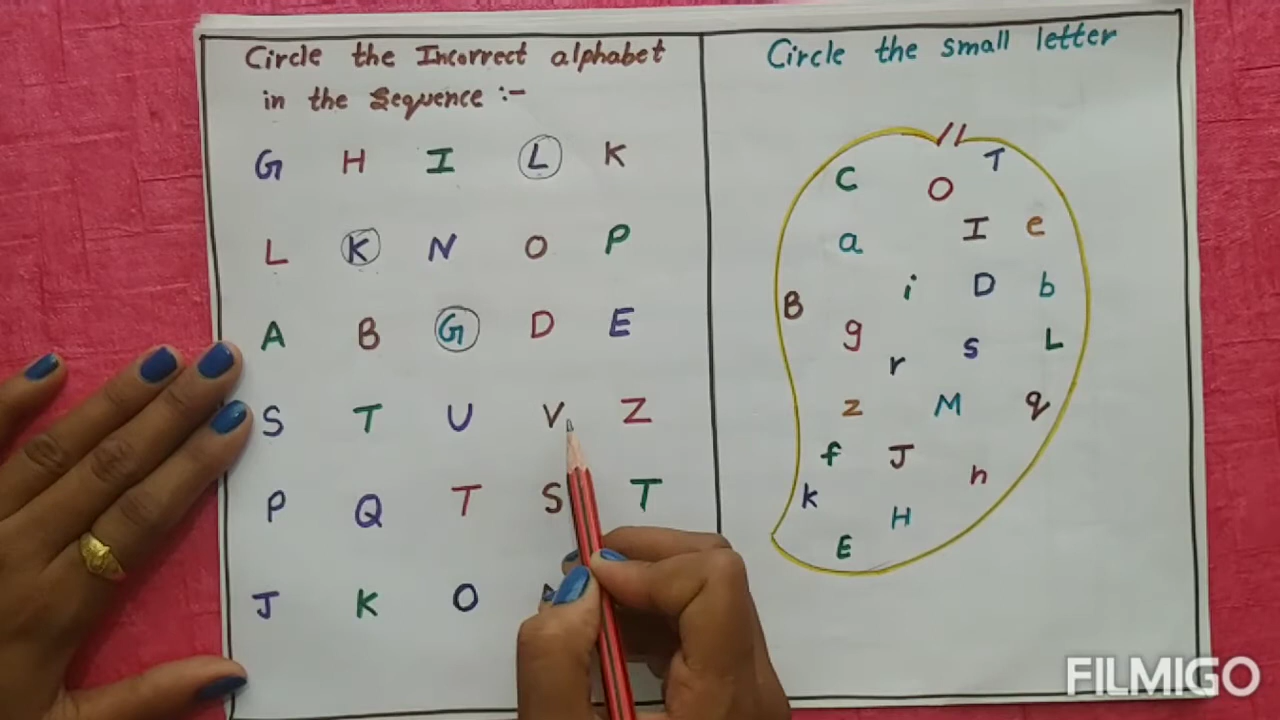 Circle the Incorrect alphabet
in the Sequence :-
G H I L K
L K N O P
A B G D E
S T U V Z
P Q T S T
J K O
Circle the small letter
T
C O
I e
a
i D b
B
g s L
r
z M q
f J
n
k
H
E
FILMIGO